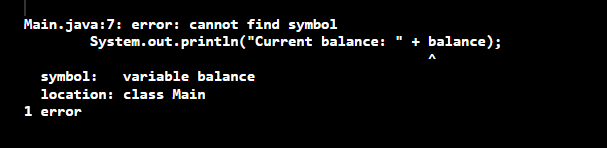 Main.java:7: error: cannot find symbol
        System.out.println("Current balance: " + balance);
                                                 ^
  symbol:   variable balance
  location: class Main
1 error